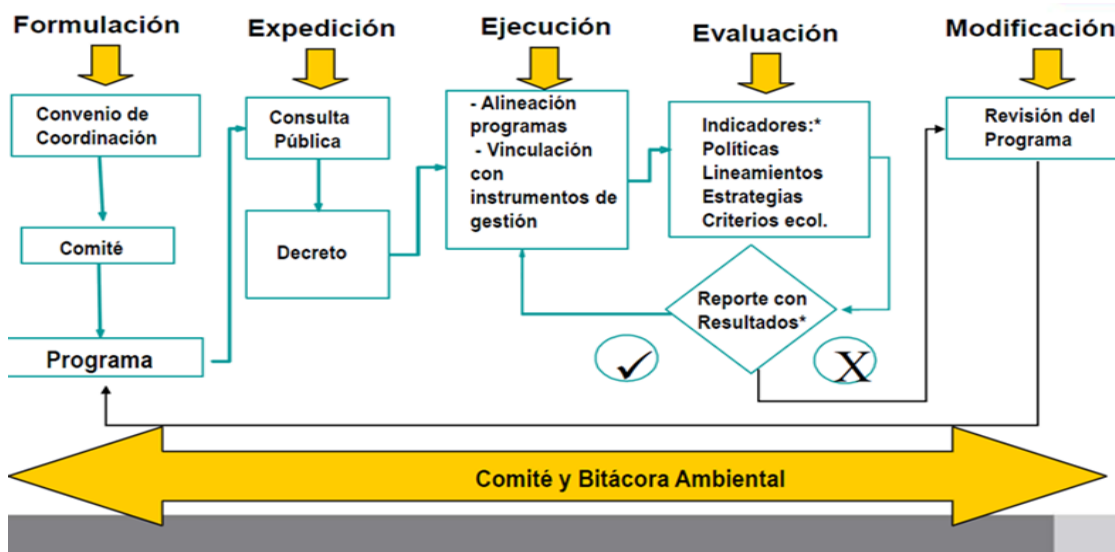 Formulación
Expedición
Ejecución
Evaluación
Modificación
Convenio de
Coordinación
Comité
Programa
Consulta
Pública
Decreto
- Alineación
programas
- Vinculación
con
instrumentos de
gestión
Indicadores:*
Políticas
Lineamientos
Estrategias
Criterios ecol.
Reporte con
Resultados*
✓
X
Revisión del
Programa
Comité y Bitácora Ambiental